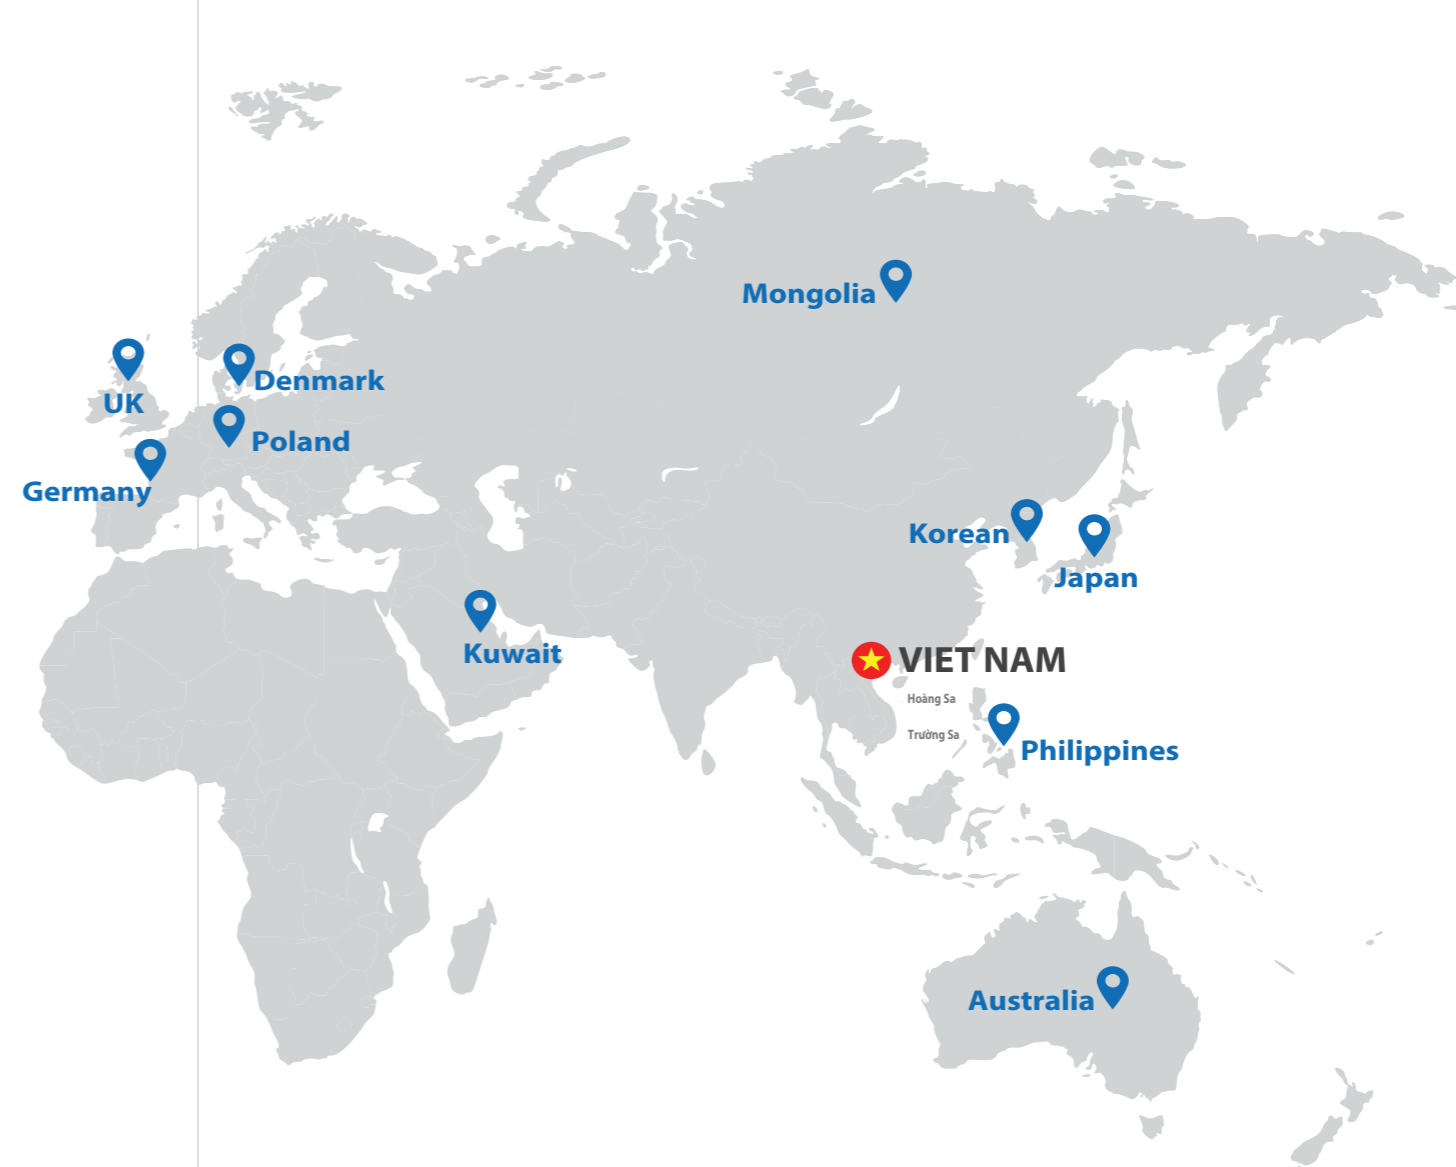 Mongolia
Denmark
UK
Poland
Germany
Korean
Japan
Kuwait
VIET NAM
Hoàng Sa
Trường Sa
Philippines
Australia